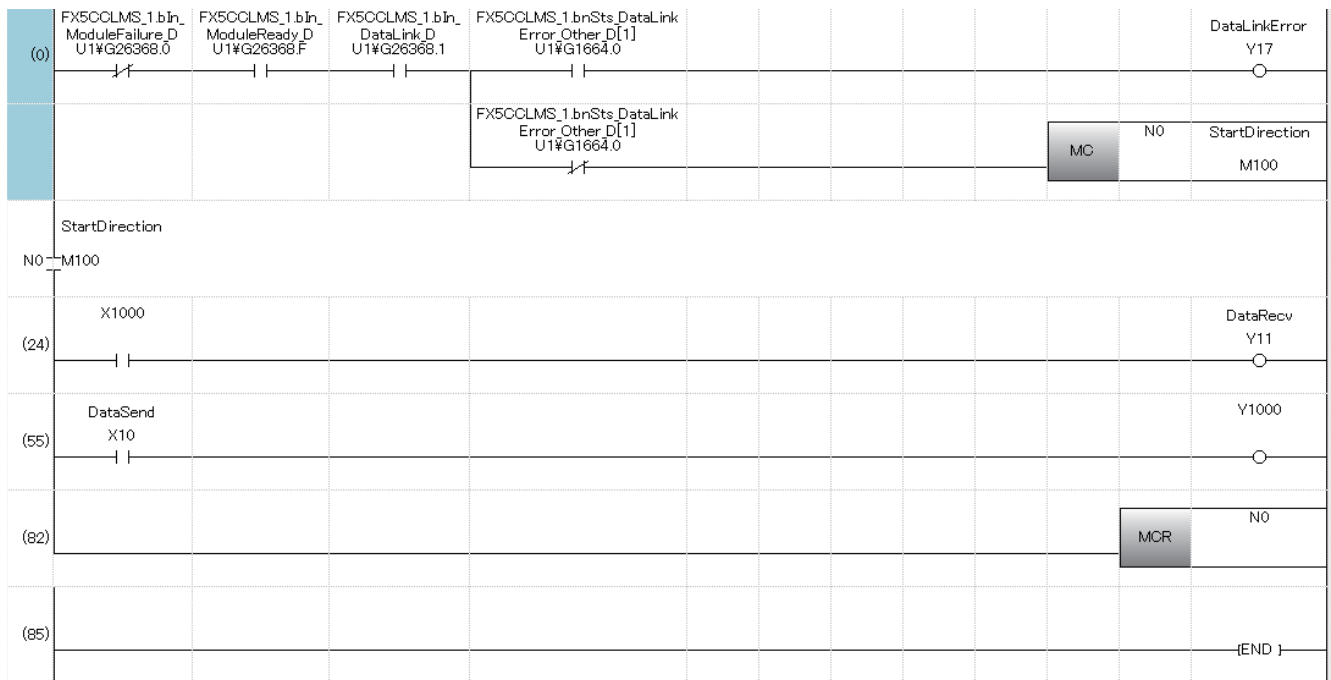 FX5CCLMS_1.bIn_
ModuleFailure_D
U1¥G26368.0
FX5CCLMS_1.bIn_
ModuleReady_D
U1¥G26368.F
FX5CCLMS_1.bIn_
DataLink_D
U1¥G26368.1
FX5CCLMS_1.bnSts_DataLink
Error_Other_D[1]
U1¥G1664.0
DataLinkError
Y17
(0)
FX5CCLMS_1.bnSts_DataLink
Error_Other_D[1]
U1¥G1664.0
MC
N0
StartDirection
M100
StartDirection
N0 M100
X1000
DataRecv
Y11
(24)
DataSend
X10
Y1000
(55)
(82)
MCR
N0
(85)
[END ]